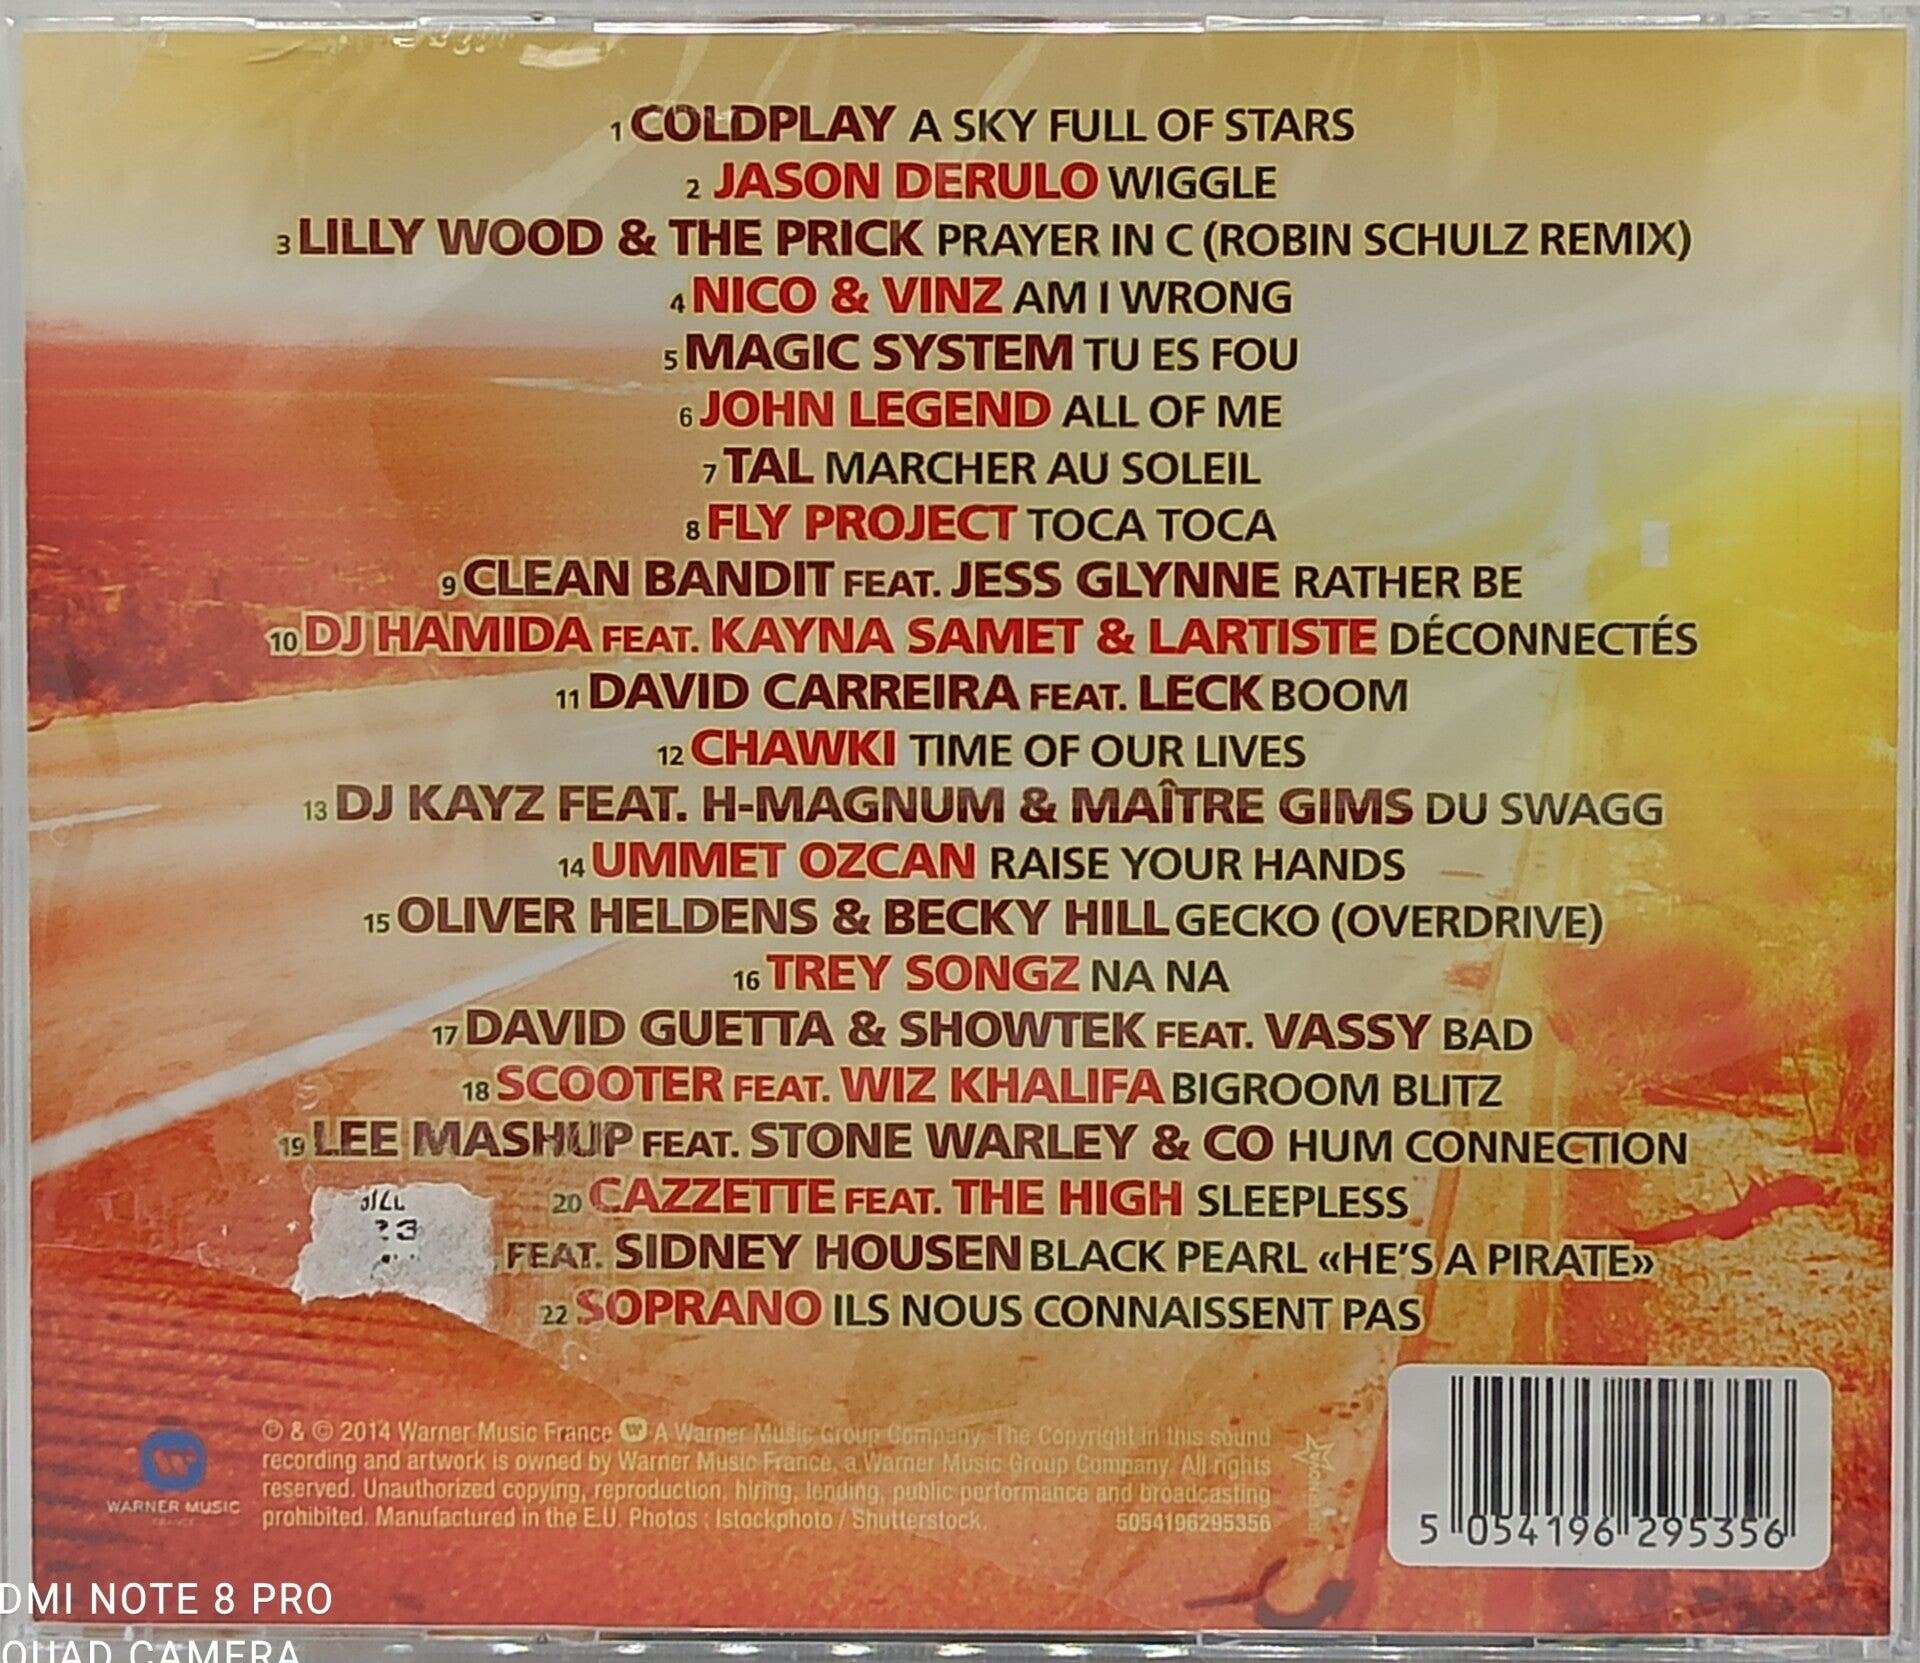 1 COLDPLAY A SKY FULL OF STARS
2 JASON DERULO WIGGLE
3 LILLY WOOD & THE PRICK PRAYER IN C (ROBIN SCHULZ REMIX)
4 NICO & VINZ AM I WRONG
5 MAGIC SYSTEM TU ES FOU
6 JOHN LEGEND ALL OF ME
7 TAL MARCHER AU SOLEIL
8 FLY PROJECT TOCA TOCA
9 CLEAN BANDIT FEAT. JESS GLYNNE RATHER BE
10 DJ HAMIDA FEAT. KAYNA SAMET & LARTISTE DÉCONNECTÉS
11 DAVID CARREIRA FEAT. LECK BOOM
12 CHAWKI TIME OF OUR LIVES
13 DJ KAYZ FEAT. H-MAGNUM & MAÎTRE GIMS DU SWAGG
14 UMMET OZCAN RAISE YOUR HANDS
15 OLIVER HELDENS & BECKY HILL GECKO (OVERDRIVE)
16 TREY SONGZ NA NA
17 DAVID GUETTA & SHOWTEK FEAT. VASSY BAD
18 SCOOTER FEAT. WIZ KHALIFA BIGROOM BLITZ
19 LEE MASHUP FEAT. STONE WARLEY & CO HUM CONNECTION
20 CAZZETTE FEAT. THE HIGH SLEEPLESS
FEAT. SIDNEY HOUSEN BLACK PEARL «HE'S A PIRATE»
22 SOPRANO ILS NOUS CONNAISSENT PAS
℗ & © 2014 Warner Music France A Warner Music Group Company. The Copyright in this sound
recording and artwork is owned by Warner Music France, a Warner Music Group Company. All rights
reserved. Unauthorized copying, reproduction, hiring, lending, public performance and broadcasting
prohibited. Manufactured in the E.U. Photos : Istockphoto / Shutterstock. 5054196295356
WARNER MUSIC
FRANCE
5 054196 295356
DMI NOTE 8 PRO
QUAD CAMERA